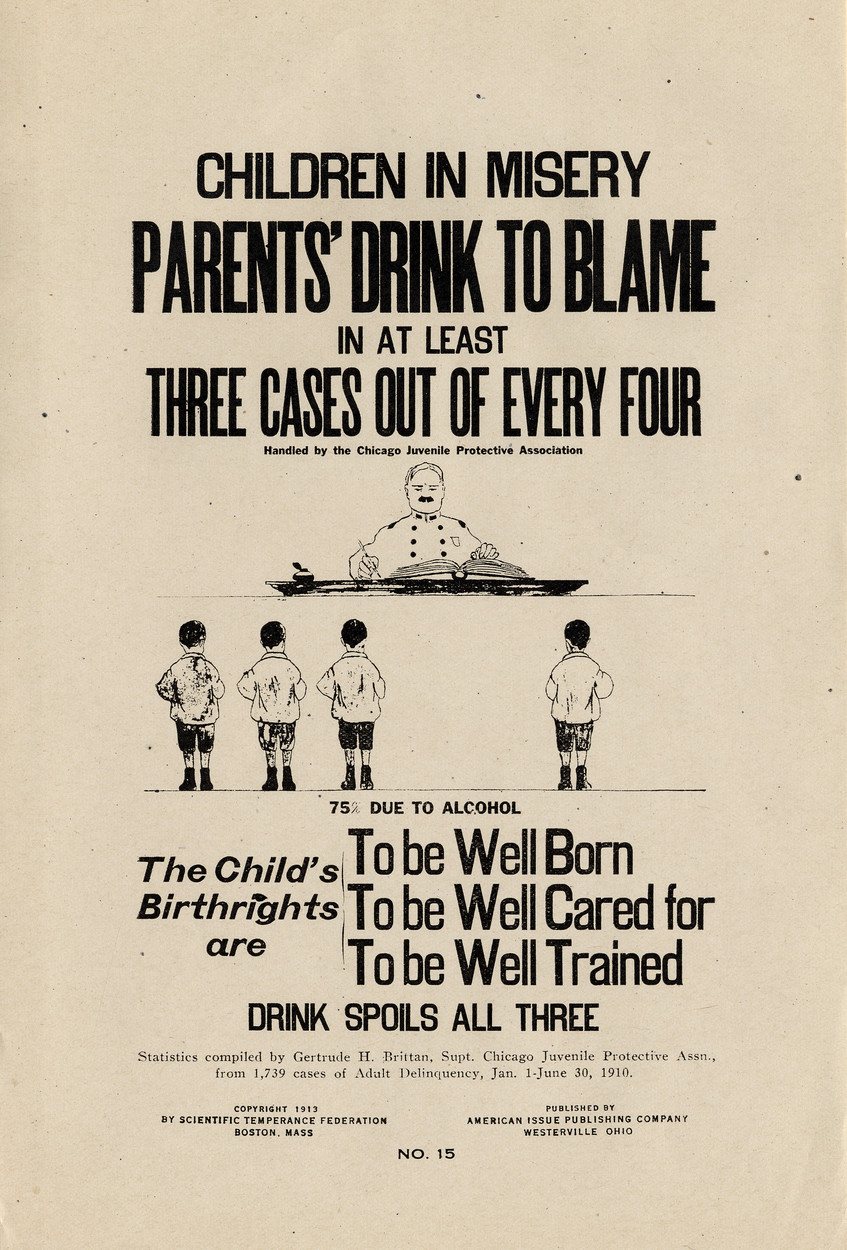 CHILDREN IN MISERY
PARENTS' DRINK TO BLAME
IN AT LEAST
THREE CASES OUT OF EVERY FOUR
Handled by the Chicago Juvenile Protective Association
75% DUE TO ALCOHOL
The Child's
Birthrights
are
To be Well Born
To be Well Cared for
To be Well Trained
DRINK SPOILS ALL THREE
Statistics compiled by Gertrude H. Brittan, Supt. Chicago Juvenile Protective Assn.,
from 1,739 cases of Adult Delinquency, Jan. 1-June 30, 1910.
COPYRIGHT 1913
BY SCIENTIFIC TEMPERANCE FEDERATION
BOSTON, MASS
PUBLISHED BY
AMERICAN ISSUE PUBLISHING COMPANY
WESTERVILLE OHIO
NO. 15